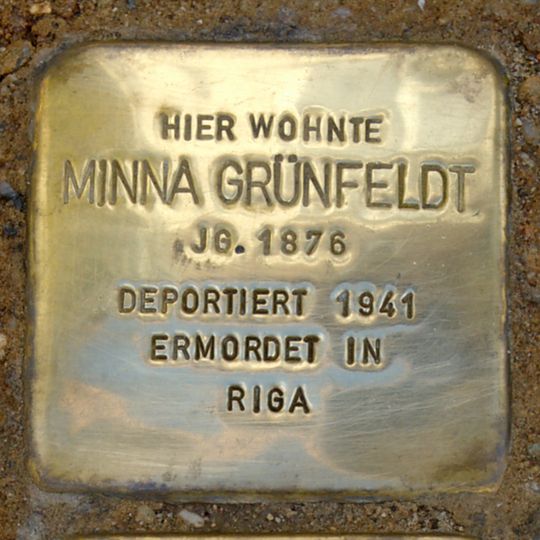 HIER WOHNTE
MINNA GRÜNFELDT
JG. 1876
DEPORTIERT 1941
ERMORDET IN
RIGA